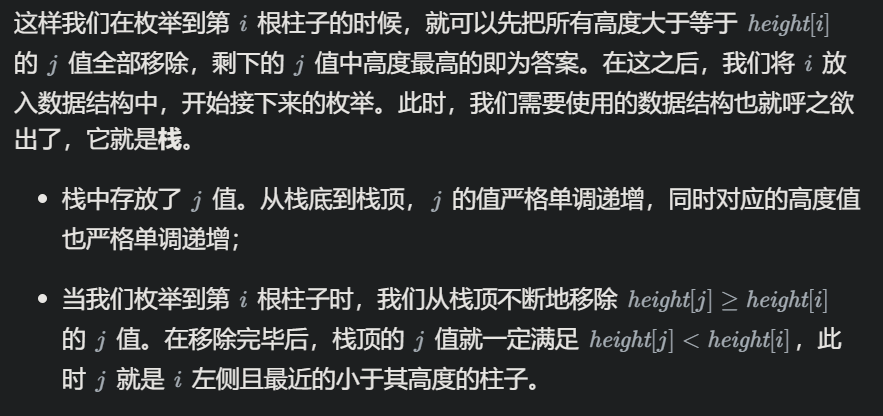 这样我们在枚举到第 i 根柱子的时候，就可以先把所有高度大于等于 height[i]
的 j 值全部移除，剩下的 j 值中高度最高的即为答案。在这之后，我们将 i 放
入数据结构中，开始接下来的枚举。此时，我们需要使用的数据结构也就呼之欲
出了，它就是栈。
• 栈中存放了 j 值。从栈底到栈顶，j 的值严格单调递增，同时对应的高度值
也严格单调递增；
• 当我们枚举到第 i 根柱子时，我们从栈顶不断地移除 height[j] ≥ height[i]
的 j 值。在移除完毕后，栈顶的 j 值就一定满足 height[j] < height[i]，此
时 j 就是 i 左侧且最近的小于其高度的柱子。